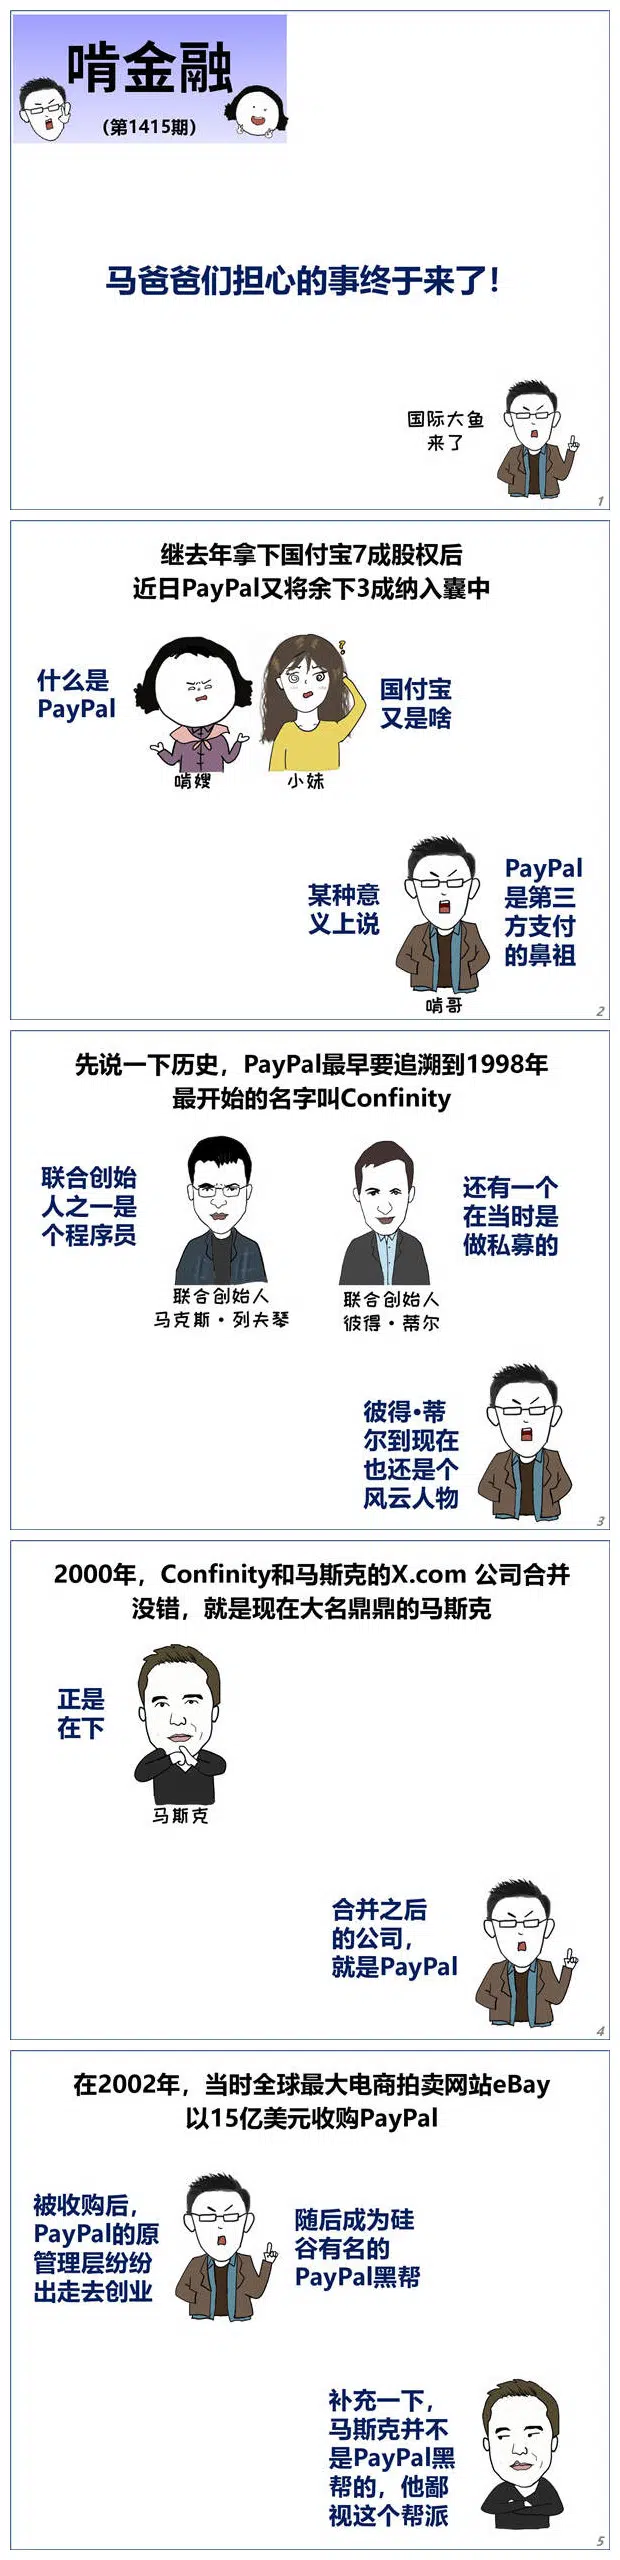 啃金融
（第1415期）
马爸爸们担心的事终于来了！
国际大鱼
来了
1
继去年拿下国付宝7成股权后
近日PayPal又将余下3成纳入囊中
什么是
PayPal
国付宝
又是啥
啃嫂
小妹
某种意
义上说
PayPal
是第三
方支付
的鼻祖
啃哥
2
先说一下历史，PayPal最早要追溯到1998年
最开始的名字叫Confinity
联合创始
人之一是
个程序员
还有一个
在当时是
做私募的
联合创始人
马克斯·列夫琴
联合创始人
彼得·蒂尔
彼得·蒂
尔到现在
也还是个
风云人物
3
2000年，Confinity和马斯克的X.com 公司合并
没错，就是现在大名鼎鼎的马斯克
正是
在下
马斯克
合并之后
的公司，
就是PayPal
4
在2002年，当时全球最大电商拍卖网站eBay
以15亿美元收购PayPal
被收购后，
PayPal的原
管理层纷纷
出走去创业
随后成为硅
谷有名的
PayPal黑帮
补充一下，
马斯克并不
是PayPal黑
帮的，他鄙
视这个帮派
5